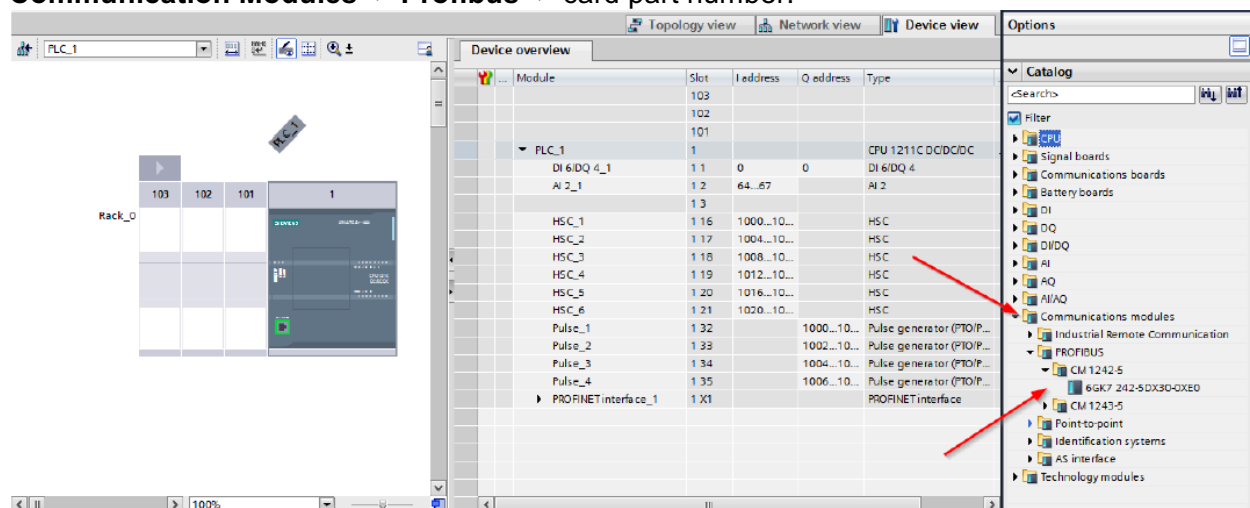 Communication Modules > Profibus > card part number.
Topology view Network view Device view Options
PLC_1
Device overview
Catalog
... Module Slot I address Q address Type
<Search>
103
102
Filter
101
CPU
PLC_1 1 CPU 1211C DC/DC/DC
Signal boards
DI 6/DQ 4_1 1 1 0 0 DI 6/DQ 4
Communications boards
AI 2_1 1 2 64...67 AI 2
Battery boards
1 3
DI
HSC_1 1 16 1000...10... HSC
DQ
HSC_2 1 17 1004...10... HSC
DI/DQ
HSC_3 1 18 1008...10... HSC
AI
HSC_4 1 19 1012...10... HSC
AQ
HSC_5 1 20 1016...10... HSC
AI/AQ
HSC_6 1 21 1020...10... HSC
Communications modules
Pulse_1 1 32 1000...10... Pulse generator (PTO/P...
Industrial Remote Communication
Pulse_2 1 33 1002...10... Pulse generator (PTO/P...
PROFIBUS
Pulse_3 1 34 1004...10... Pulse generator (PTO/P...
CM 1242-5
Pulse_4 1 35 1006...10... Pulse generator (PTO/P...
6GK7 242-5DX30-0XE0
PROFINET interface_1 1 X1 PROFINET interface
CM 1243-5
Point-to-point
Identification systems
AS interface
Technology modules
PLC_1
103 102 101 1
Rack_0
SIEMENS
100%